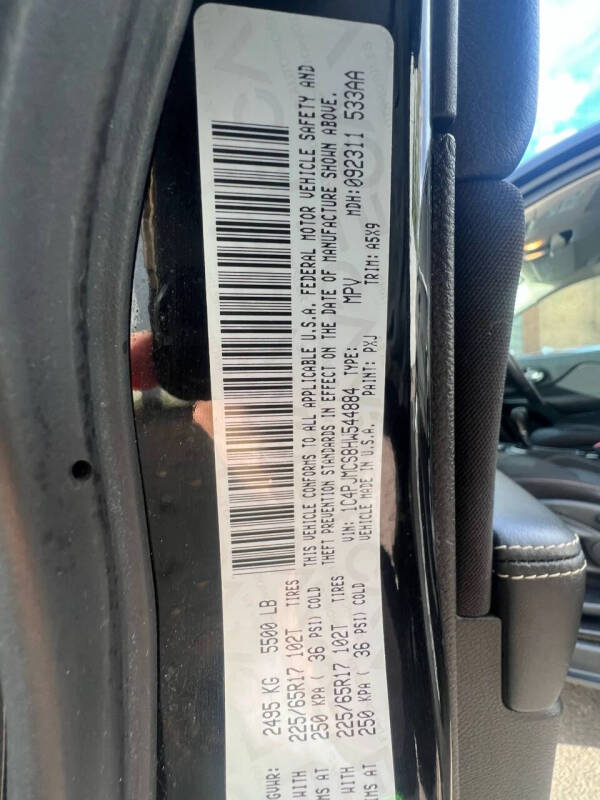 GVWR: 2495 KG 5500 LB
WITH 225/65R17 102T TIRES
IMS AT 250 KPA ( 36 PSI) COLD
WITH 225/65R17 102T TIRES
IMS AT 250 KPA ( 36 PSI) COLD
THIS VEHICLE CONFORMS TO ALL APPLICABLE U.S.A. FEDERAL MOTOR VEHICLE SAFETY AND
THEFT PREVENTION STANDARDS IN EFFECT ON THE DATE OF MANUFACTURE SHOWN ABOVE.
VIN: 1C4PJMCS8HW544884 TYPE: MPV MDH: 092311 533AA
VEHICLE MADE IN U.S.A. PAINT: PXJ TRIM: A5X9